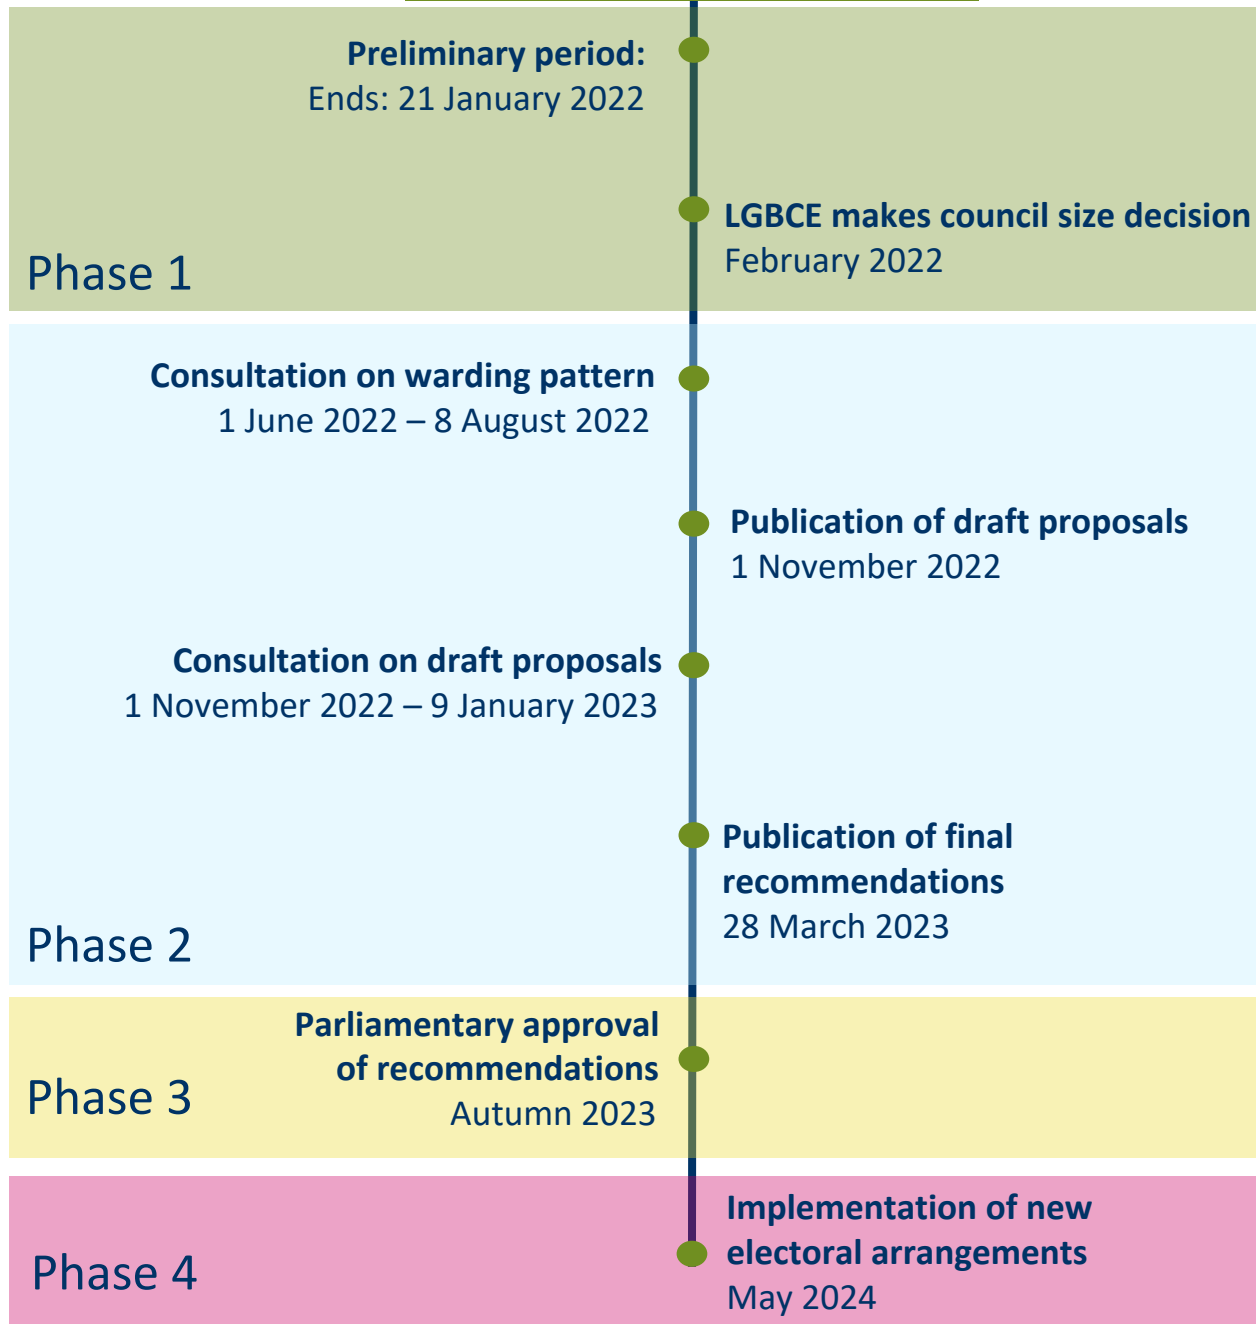 Preliminary period:
Ends: 21 January 2022
LGBCE makes council size decision
February 2022
Phase 1
Consultation on warding pattern
1 June 2022 – 8 August 2022
Publication of draft proposals
1 November 2022
Consultation on draft proposals
1 November 2022 – 9 January 2023
Publication of final
recommendations
28 March 2023
Phase 2
Parliamentary approval
of recommendations
Autumn 2023
Phase 3
Implementation of new
electoral arrangements
May 2024
Phase 4